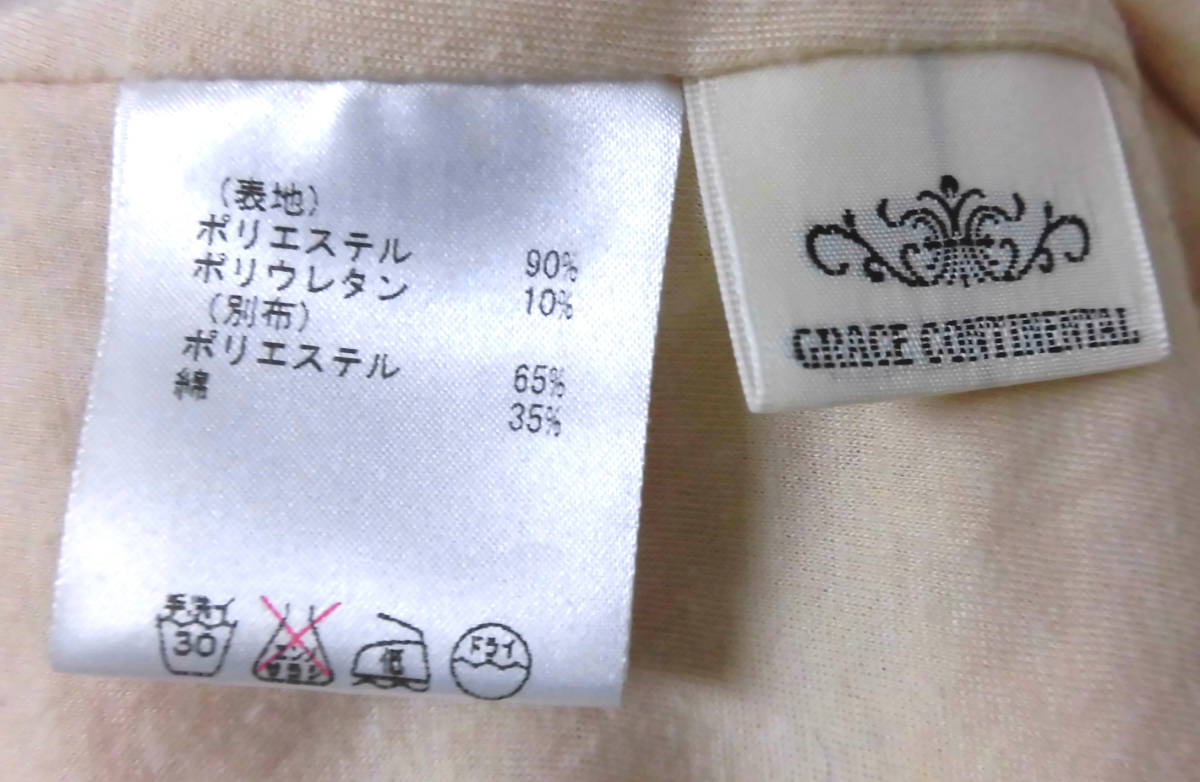 (表地)
ポリエステル 90%
ポリウレタン 10%
(別布)
ポリエステル 65%
綿 35%
手洗イ
30
エンソ
サラシ
低
ドライ
GRACE CONTINENTAL